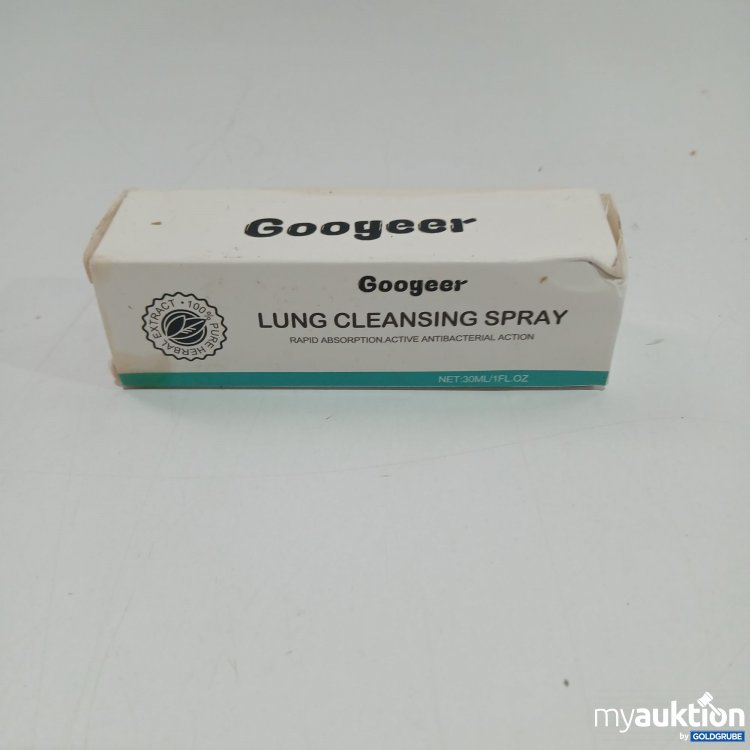 Googeer
Googeer
LUNG CLEANSING SPRAY
RAPID ABSORPTION.ACTIVE ANTIBACTERIAL ACTION
100% PURE HERBAL EXTRACT
NET:30ML/1FL.OZ
myauktion
by GOLDGRUBE